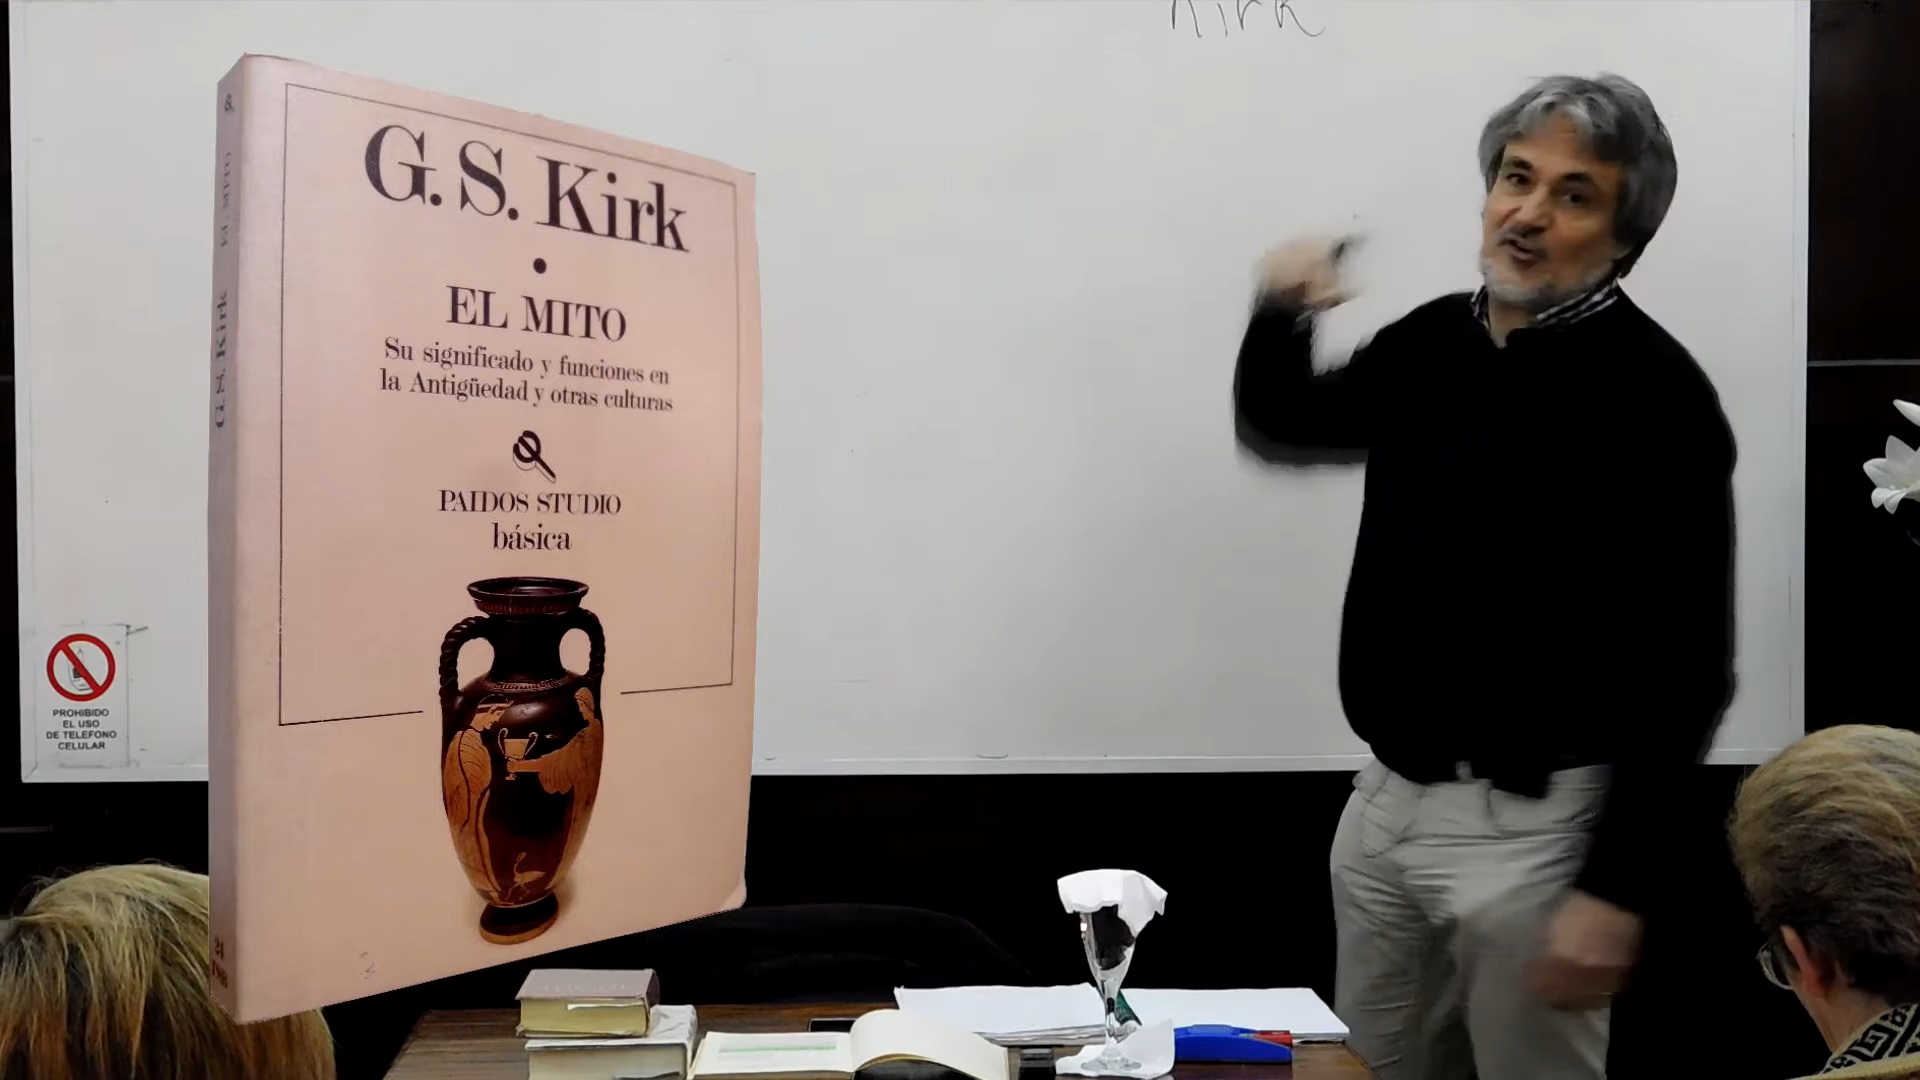 Kirk
G. S. Kirk
EL MITO
Su significado y funciones en
la Antigüedad y otras culturas
PAIDOS STUDIO
básica
G. S. Kirk EL MITO
PROHIBIDO
EL USO
DE TELEFONO
CELULAR